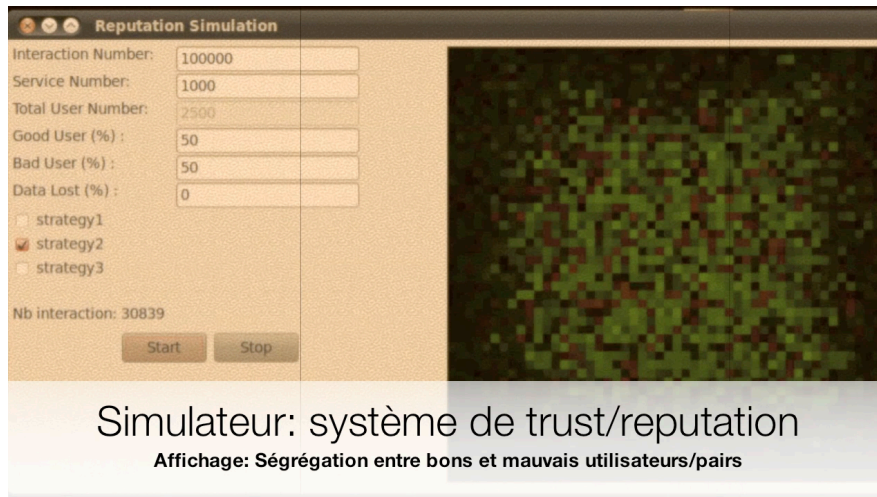 Reputation Simulation
Interaction Number: 100000
Service Number: 1000
Total User Number: 2500
Good User (%) : 50
Bad User (%) : 50
Data Lost (%) : 0
strategy1
strategy2
strategy3
Nb interaction: 30839
Start Stop
Simulateur: système de trust/reputation
Affichage: Ségrégation entre bons et mauvais utilisateurs/pairs